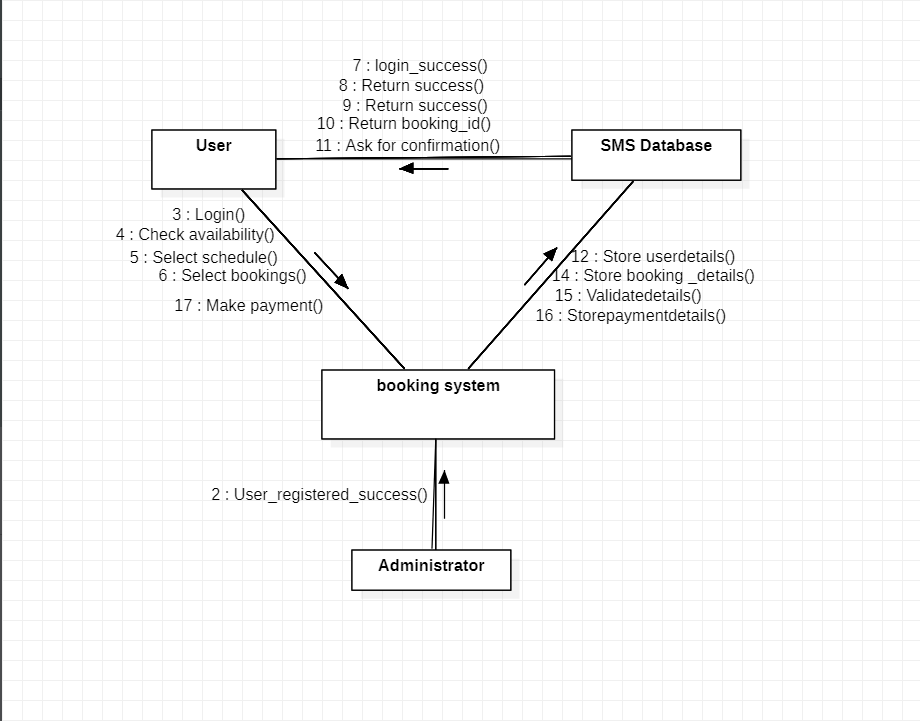 7 : login_success()
8 : Return success()
9 : Return success()
10 : Return booking_id()
11 : Ask for confirmation()
User
SMS Database
3 : Login()
4 : Check availability()
5 : Select schedule()
6 : Select bookings()
17 : Make payment()
12 : Store userdetails()
14 : Store booking _details()
15 : Validatedetails()
16 : Storepaymentdetails()
booking system
2 : User_registered_success()
Administrator